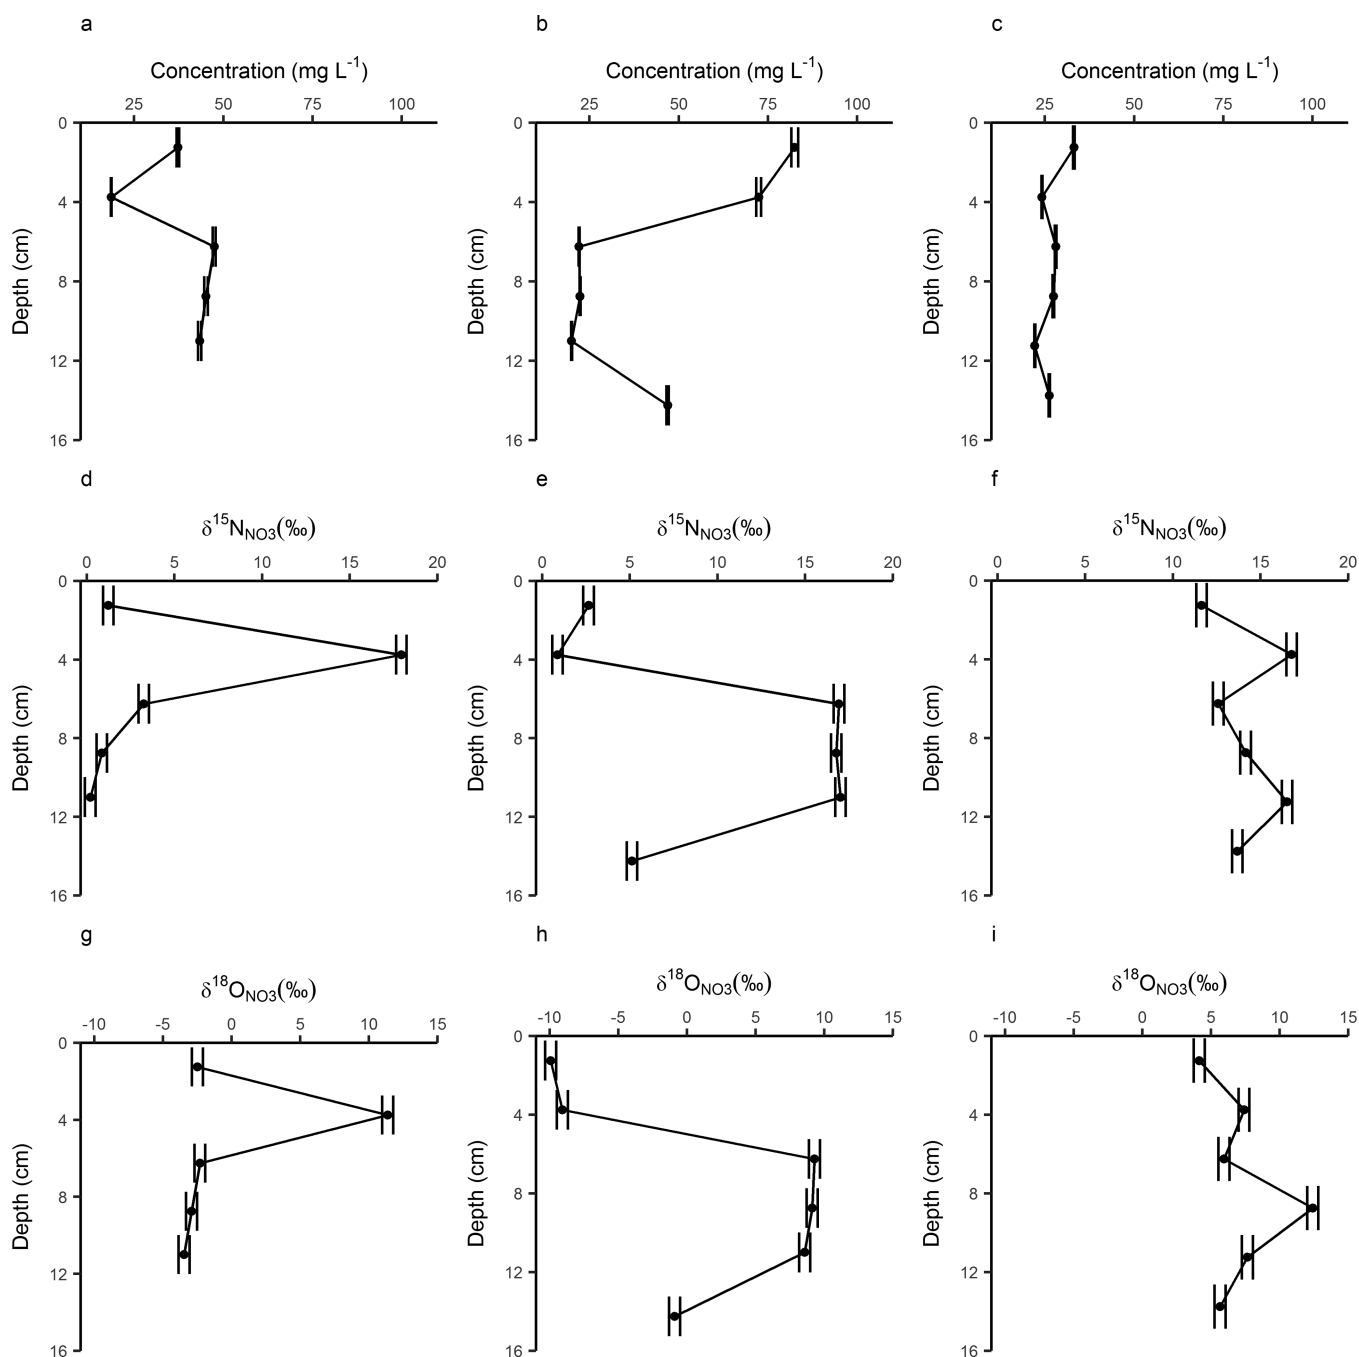 a b c
Concentration (mg L⁻¹) Concentration (mg L⁻¹) Concentration (mg L⁻¹)
25 50 75 100 25 50 75 100 25 50 75 100
0 0 0
4 4 4
Depth (cm) Depth (cm) Depth (cm)
8 8 8
12 12 12
16 16 16
d e f
δ¹⁵N_NO3(‰) δ¹⁵N_NO3(‰) δ¹⁵N_NO3(‰)
0 5 10 15 20 0 5 10 15 20 0 5 10 15 20
0 0 0
4 4 4
Depth (cm) Depth (cm) Depth (cm)
8 8 8
12 12 12
16 16 16
g h i
δ¹⁸O_NO3(‰) δ¹⁸O_NO3(‰) δ¹⁸O_NO3(‰)
-10 -5 0 5 10 15 -10 -5 0 5 10 15 -10 -5 0 5 10 15
0 0 0
4 4 4
Depth (cm) Depth (cm) Depth (cm)
8 8 8
12 12 12
16 16 16